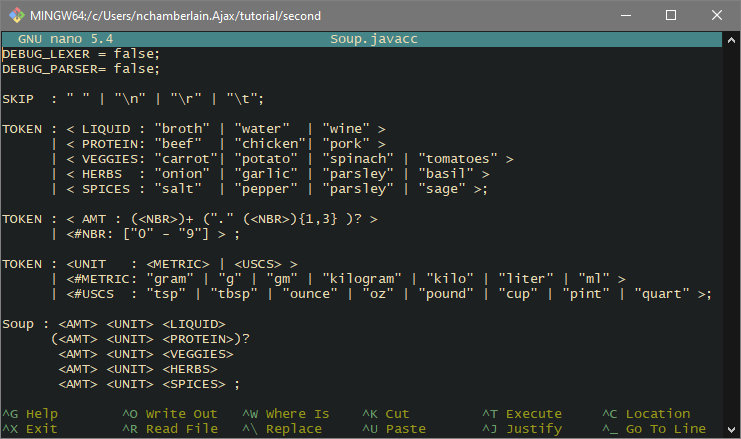 MINGW64:/c/Users/nchamberlain.Ajax/tutorial/second
GNU nano 5.4 Soup.javacc
DEBUG_LEXER = false;
DEBUG_PARSER= false;

SKIP  : " " | "\n" | "\r" | "\t";

TOKEN : < LIQUID : "broth" | "water"  | "wine" >
      | < PROTEIN: "beef"  | "chicken"| "pork" >
      | < VEGGIES: "carrot"| "potato" | "spinach" | "tomatoes" >
      | < HERBS  : "onion" | "garlic" | "parsley" | "basil" >
      | < SPICES : "salt"  | "pepper" | "parsley" | "sage" >;

TOKEN : < AMT : (<NBR>)+ ("." (<NBR>){1,3} )? >
      | <#NBR: ["0" - "9"] > ;

TOKEN : <UNIT   : <METRIC> | <USCS> >
      | <#METRIC: "gram" | "g" | "gm" | "kilogram" | "kilo" | "liter" | "ml" >
      | <#USCS  : "tsp" | "tbsp" | "ounce" | "oz" | "pound" | "cup" | "pint" | "quart" >;

Soup : <AMT> <UNIT> <LIQUID>
      (<AMT> <UNIT> <PROTEIN>)?
       <AMT> <UNIT> <VEGGIES>
       <AMT> <UNIT> <HERBS>
       <AMT> <UNIT> <SPICES> ;

^G Help ^O Write Out ^W Where Is ^K Cut ^T Execute ^C Location
^X Exit ^R Read File ^\ Replace ^U Paste ^J Justify ^_ Go To Line